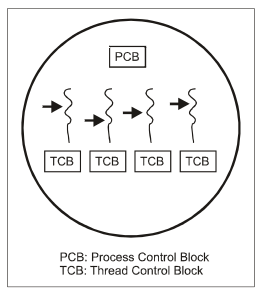 PCB
TCB TCB TCB TCB
PCB: Process Control Block
TCB: Thread Control Block